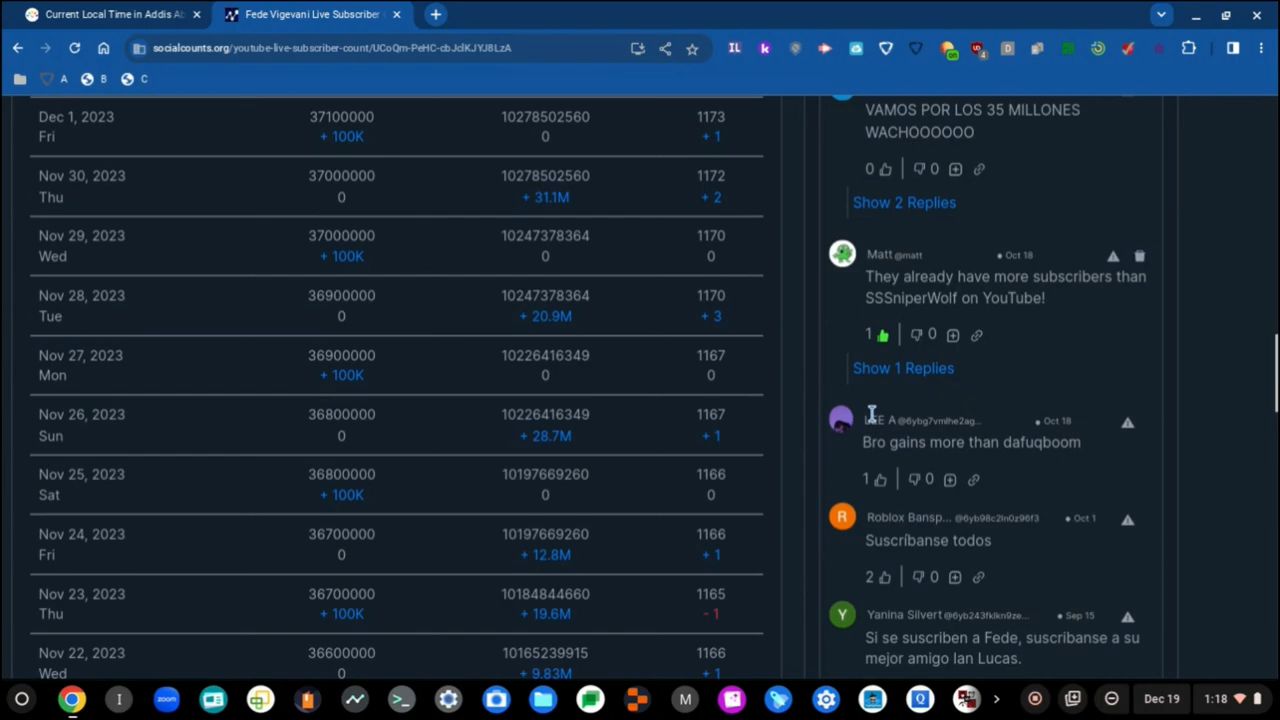 Current Local Time in Addis Ab
Fede Vigevani Live Subscriber
socialcounts.org/youtube-live-subscriber-count/UCoQm-PeHC-cbJclKJYJ8LzA
A B C
Dec 1, 2023 37100000 10278502560 1173
Fri + 100K 0 + 1
Nov 30, 2023 37000000 10278502560 1172
Thu 0 + 31.1M + 2
Nov 29, 2023 37000000 10247378364 1170
Wed + 100K 0 0
Nov 28, 2023 36900000 10247378364 1170
Tue 0 + 20.9M + 3
Nov 27, 2023 36900000 10226416349 1167
Mon + 100K 0 0
Nov 26, 2023 36800000 10226416349 1167
Sun 0 + 28.7M + 1
Nov 25, 2023 36800000 10197669260 1166
Sat + 100K 0 0
Nov 24, 2023 36700000 10197669260 1166
Fri 0 + 12.8M + 1
Nov 23, 2023 36700000 10184844660 1165
Thu + 100K + 19.6M - 1
Nov 22, 2023 36600000 10165239915 1166
Wed 0 + 9.83M + 1
VAMOS POR LOS 35 MILLONES
WACHOOOOOO
0 0
Show 2 Replies
Matt @matt • Oct 18
They already have more subscribers than
SSSniperWolf on YouTube!
1 0
Show 1 Replies
A @6ybg7vmlhe2ag... • Oct 18
Bro gains more than dafuqboom
1 0
R Roblox Bansp... @6yb98c2ln0z96f3 • Oct 1
Suscríbanse todos
2 0
Y Yanina Silvert @6yb243fklkn9ze... • Sep 15
Si se suscriben a Fede, suscribanse a su
mejor amigo Ian Lucas.
zoom
Dec 19 1:18